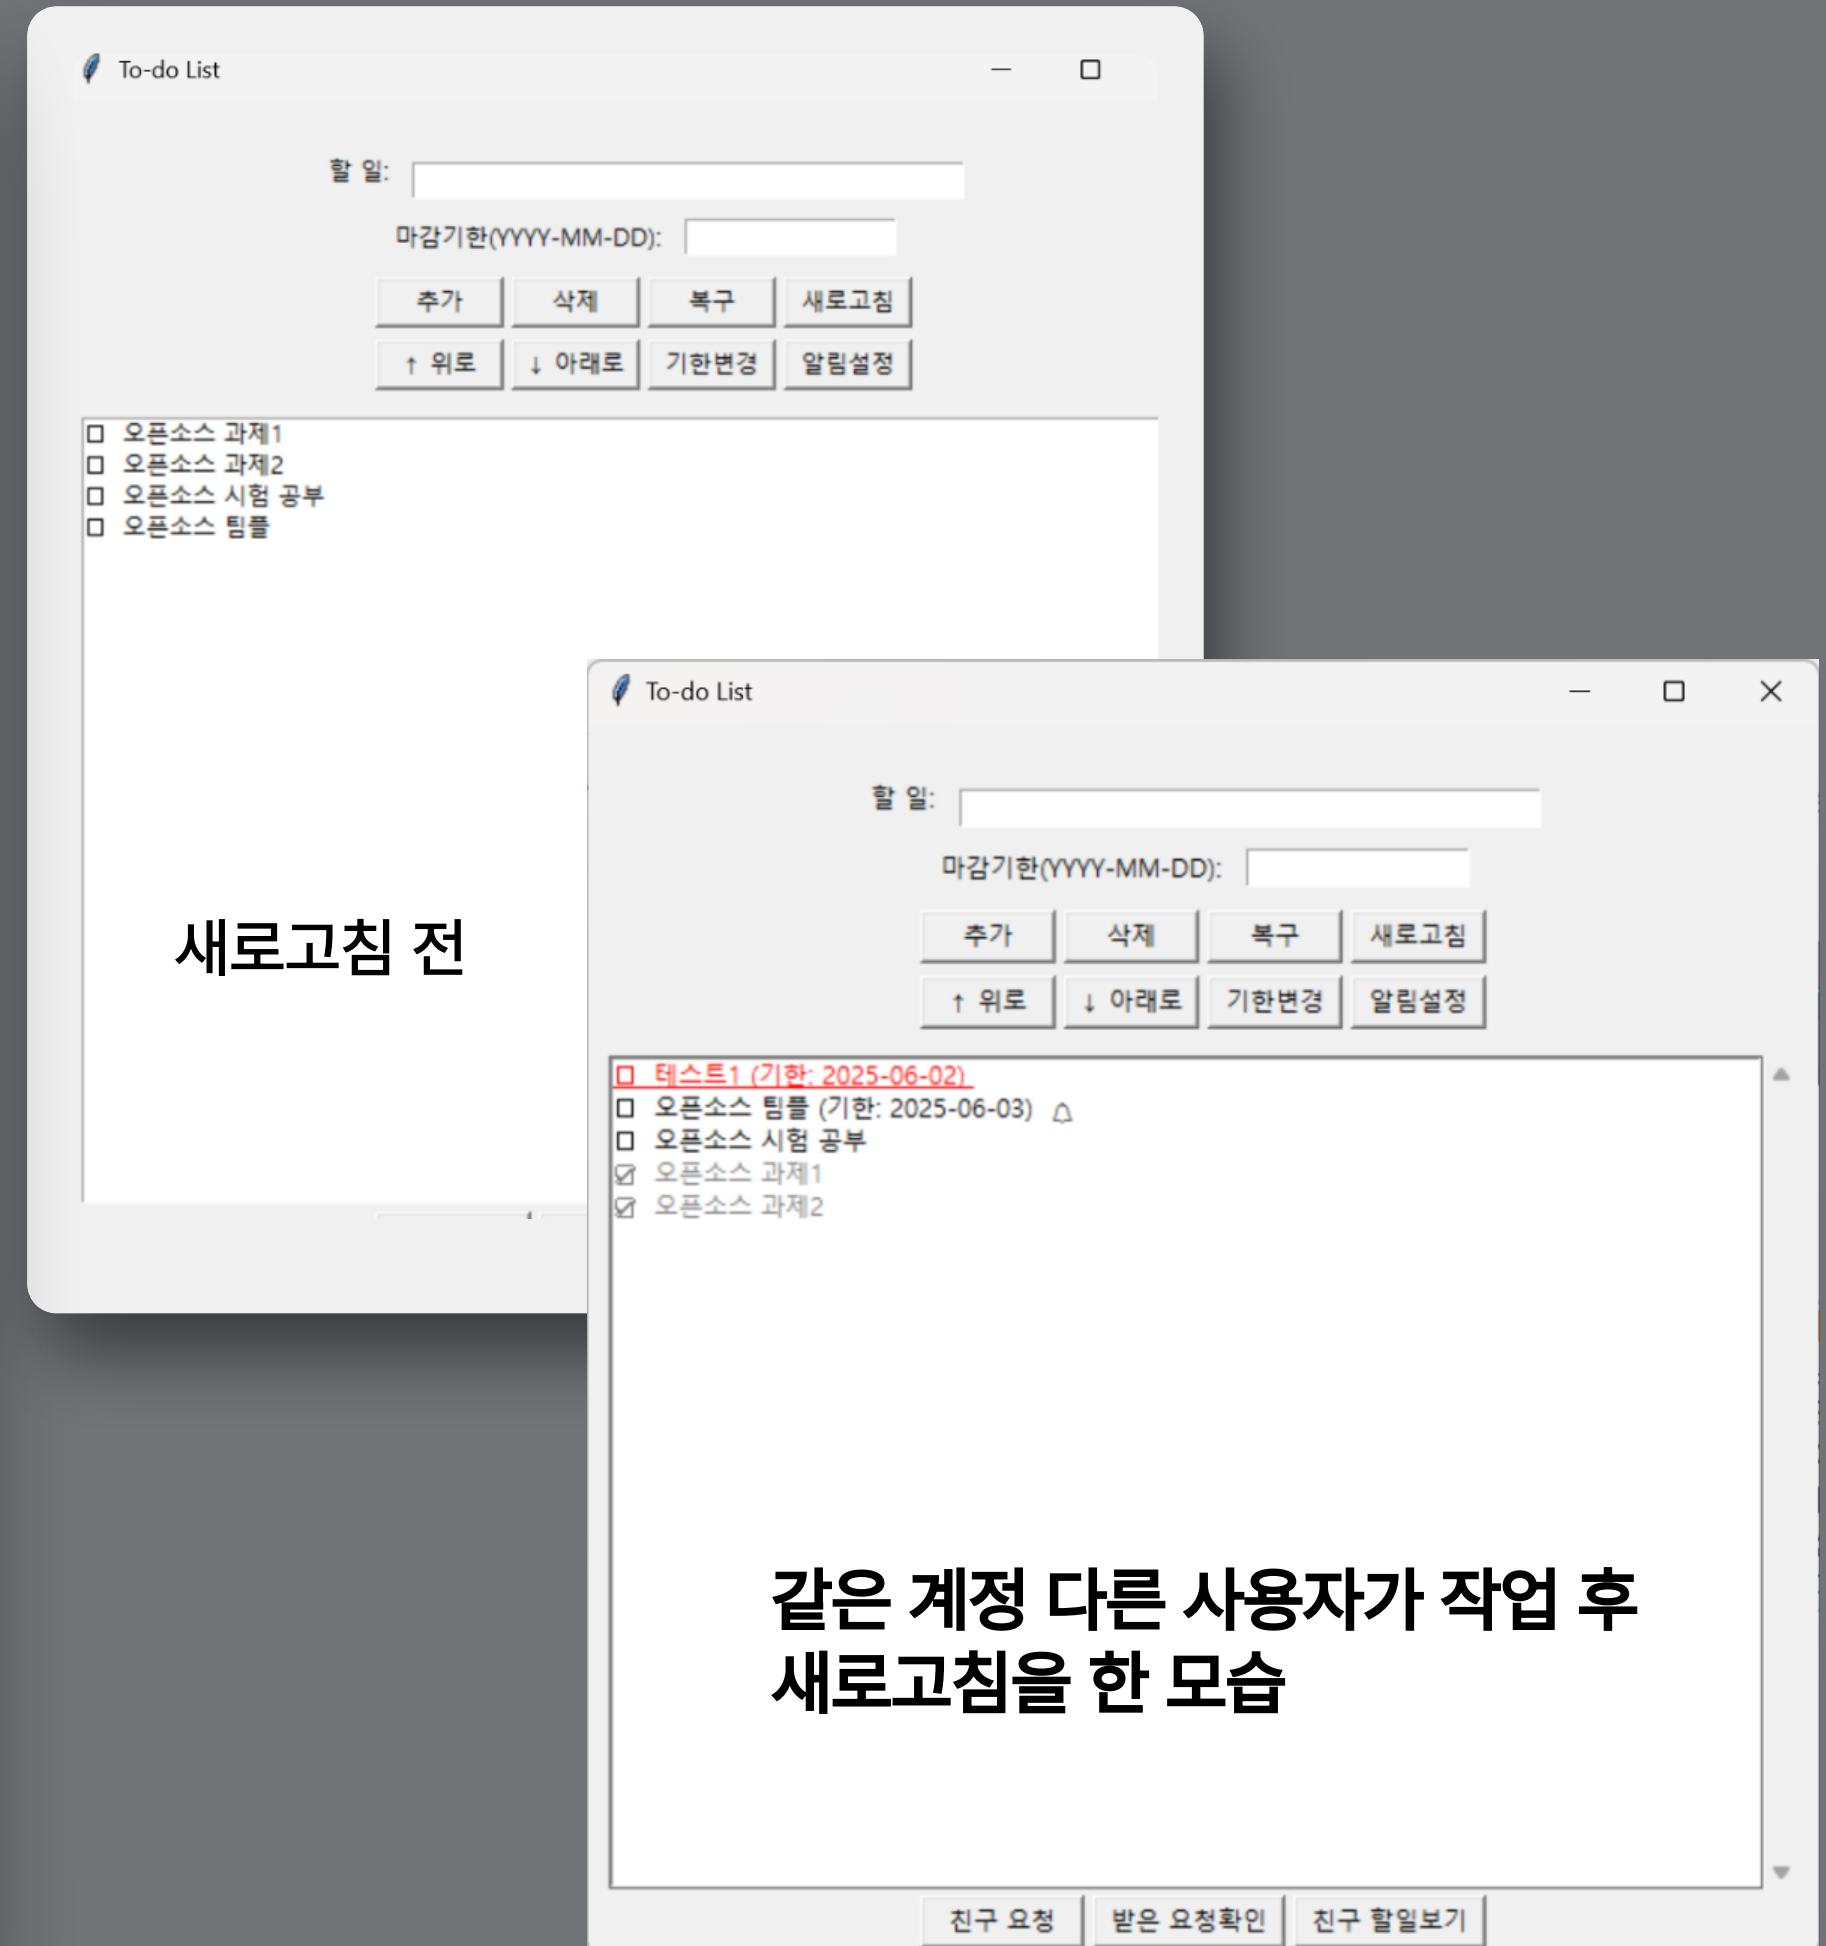 To-do List
할 일:
마감기한(YYYY-MM-DD):
추가 삭제 복구 새로고침
↑ 위로 ↓ 아래로 기한변경 알림설정
☐ 오픈소스 과제1
☐ 오픈소스 과제2
☐ 오픈소스 시험 공부
☐ 오픈소스 팀플
새로고침 전
To-do List
할 일:
마감기한(YYYY-MM-DD):
추가 삭제 복구 새로고침
↑ 위로 ↓ 아래로 기한변경 알림설정
☐ 테스트1 (기한: 2025-06-02)
☐ 오픈소스 팀플 (기한: 2025-06-03) 🔔
☐ 오픈소스 시험 공부
☑ 오픈소스 과제1
☑ 오픈소스 과제2
같은 계정 다른 사용자가 작업 후
새로고침을 한 모습
친구 요청 받은 요청확인 친구 할일보기